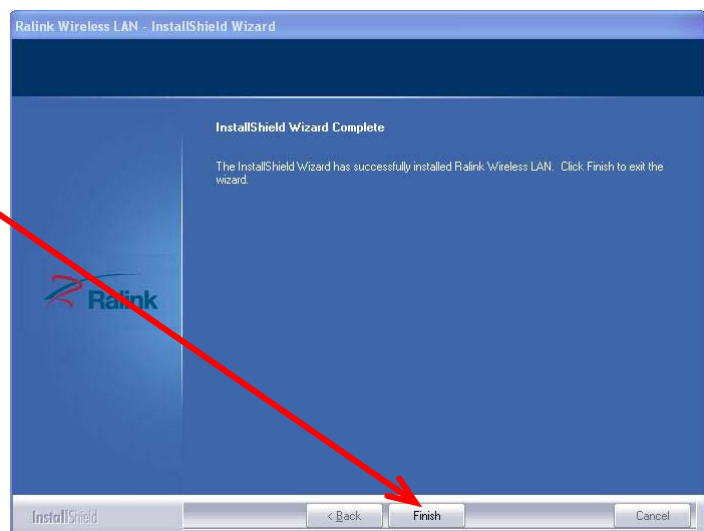 Ralink Wireless LAN - InstallShield Wizard
InstallShield Wizard Complete
The InstallShield Wizard has successfully installed Ralink Wireless LAN. Click Finish to exit the
wizard.
Ralink
InstallShield
< Back
Finish
Cancel